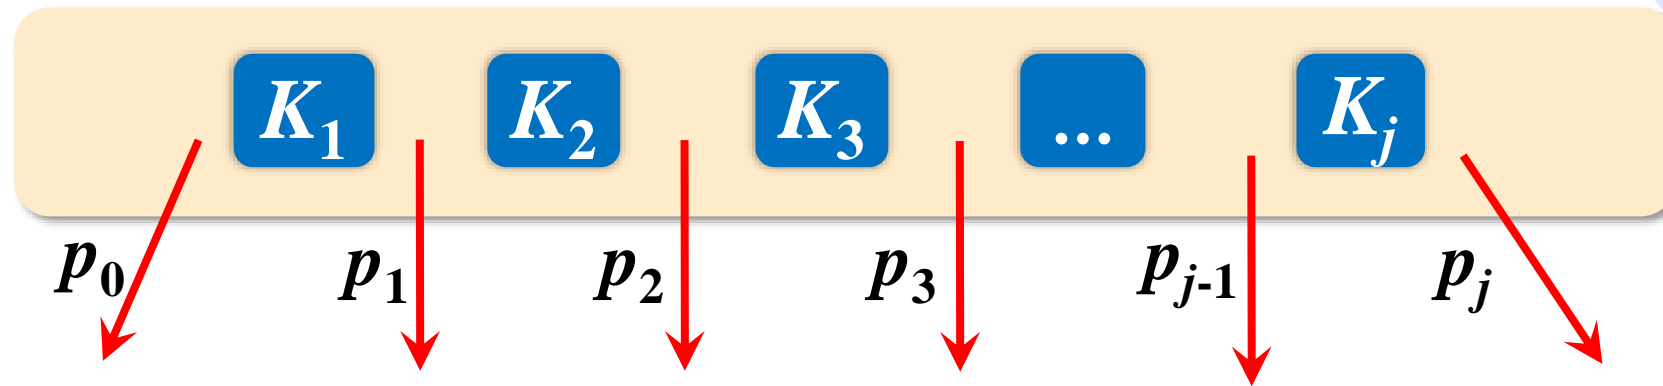 K₁ K₂ K₃ ... Kⱼ
p₀ p₁ p₂ p₃ pⱼ₋₁ pⱼ